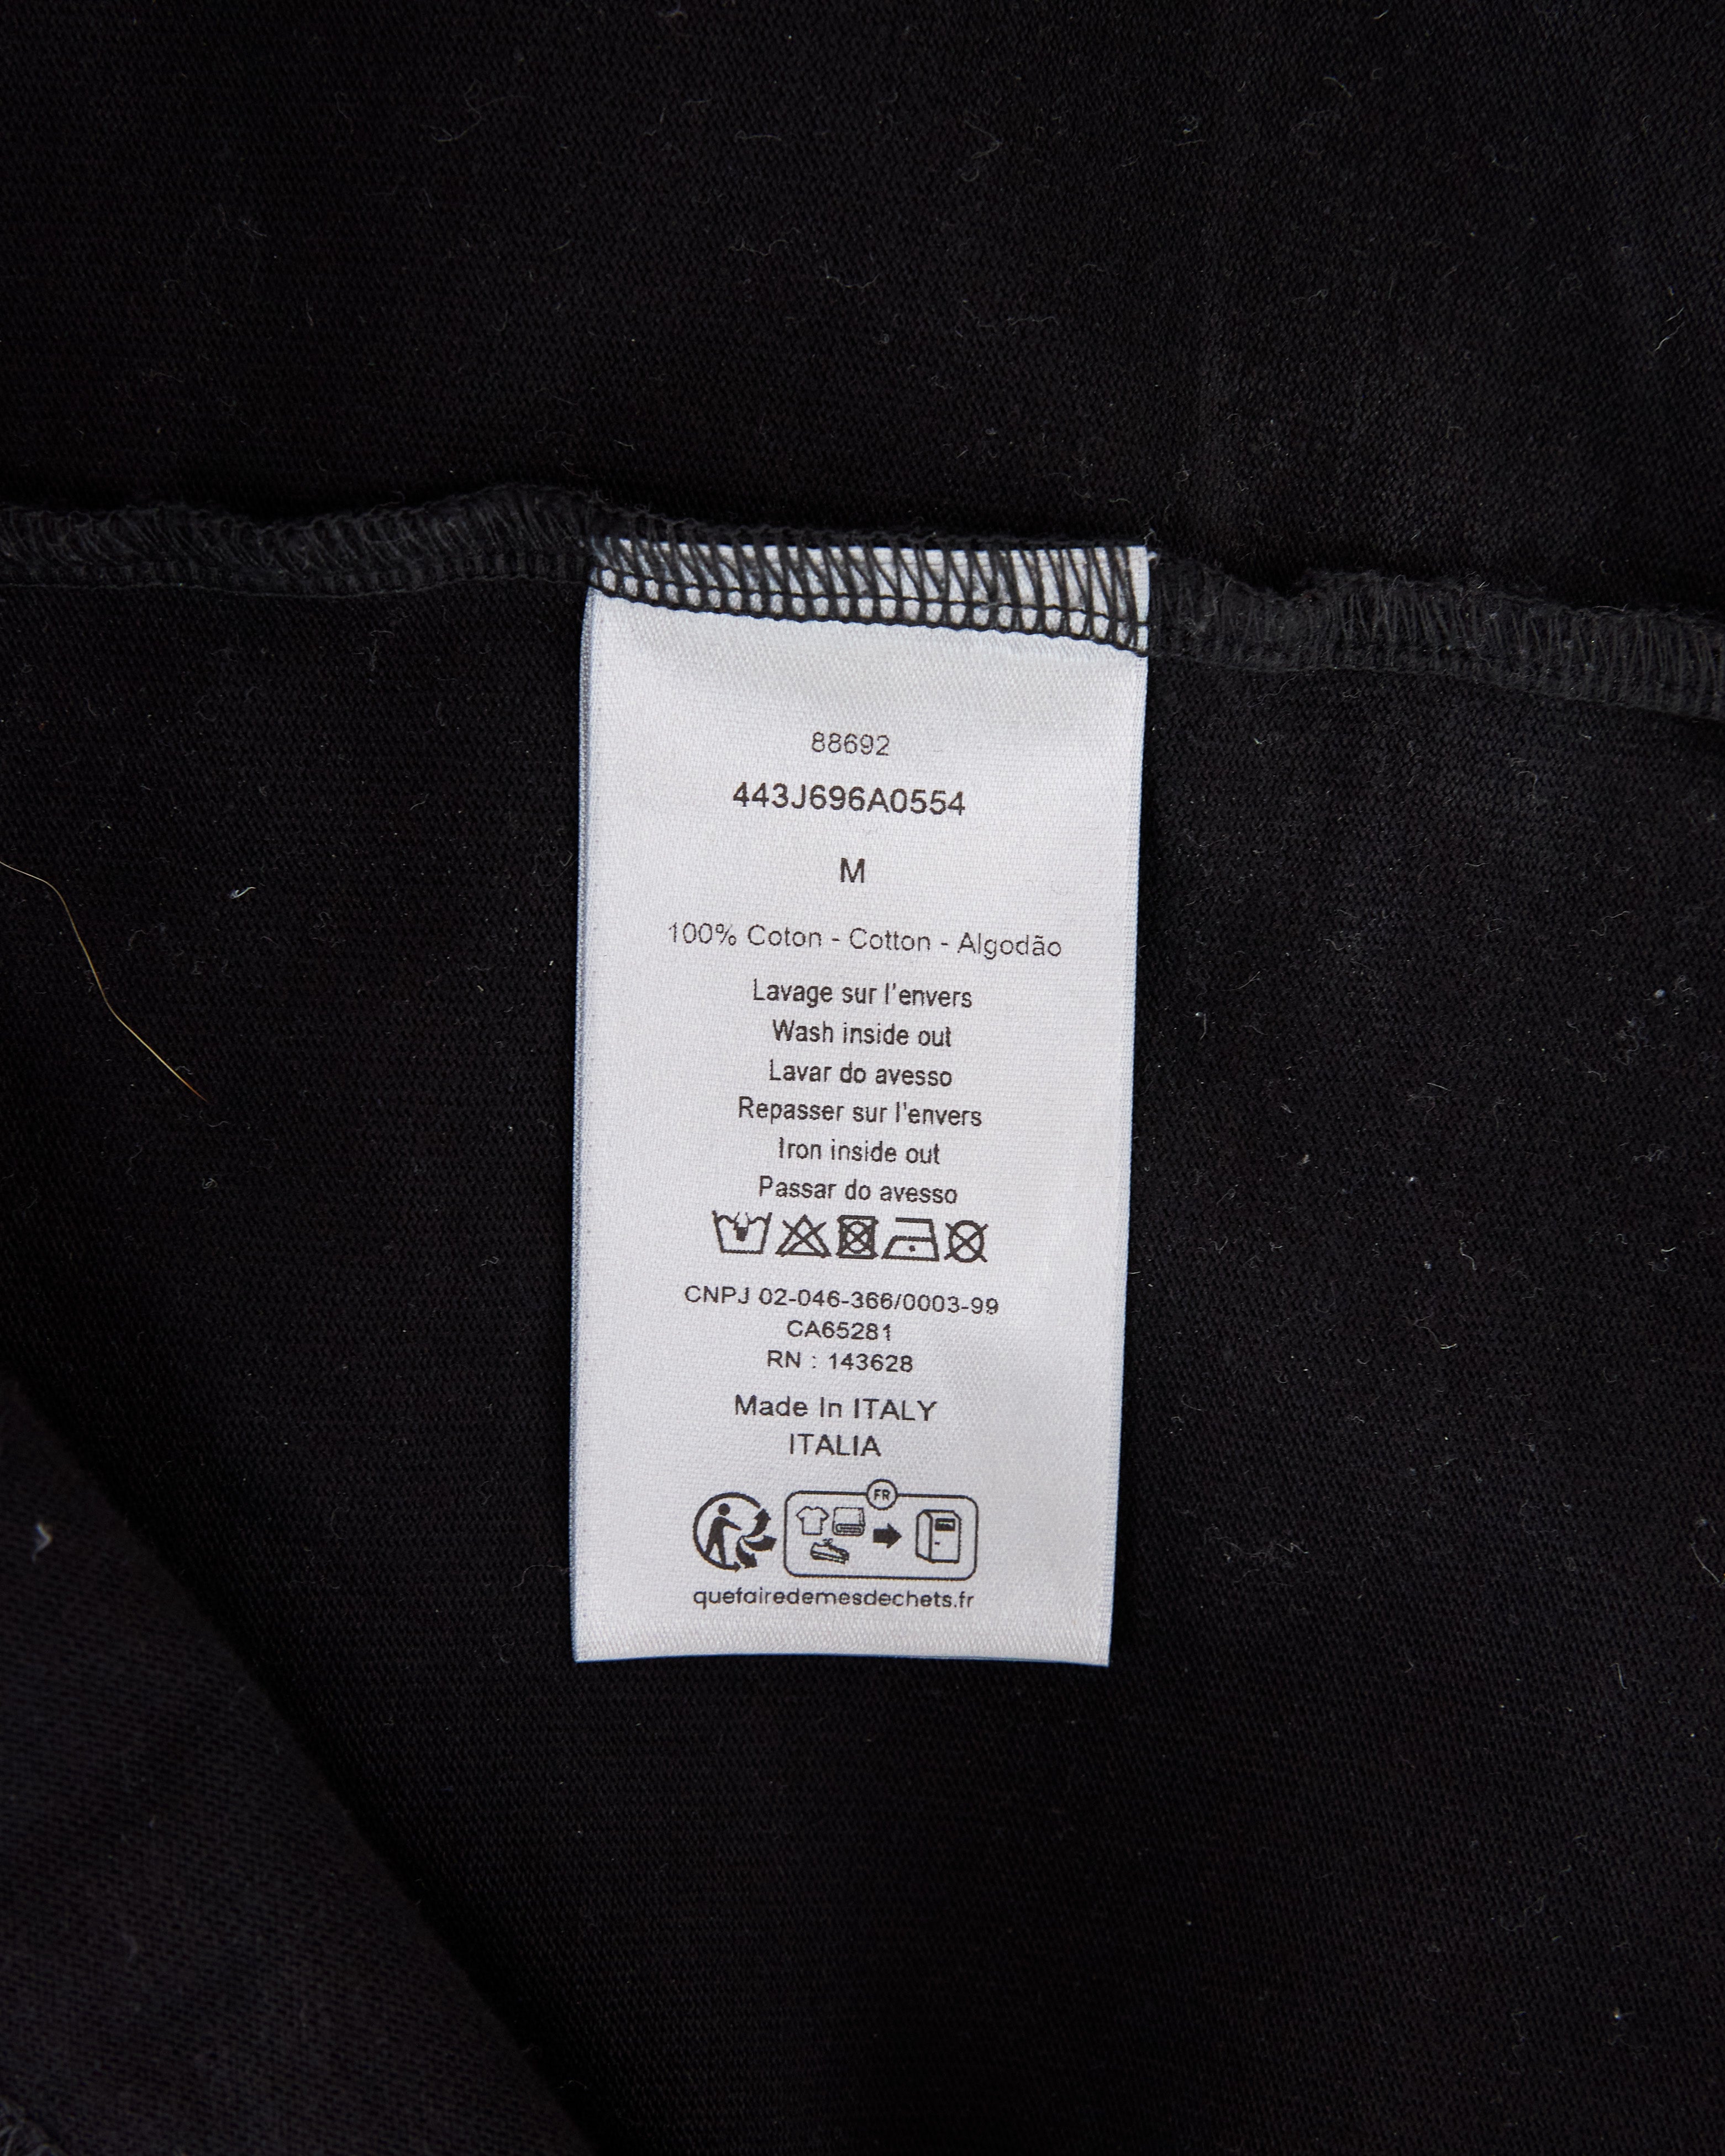 88692
443J696A0554
M
100% Coton - Cotton - Algodão
Lavage sur l'envers
Wash inside out
Lavar do avesso
Repasser sur l'envers
Iron inside out
Passar do avesso
CNPJ 02-046-366/0003-99
CA65281
RN : 143628
Made In ITALY
ITALIA
FR
quefairedemesdechets.fr